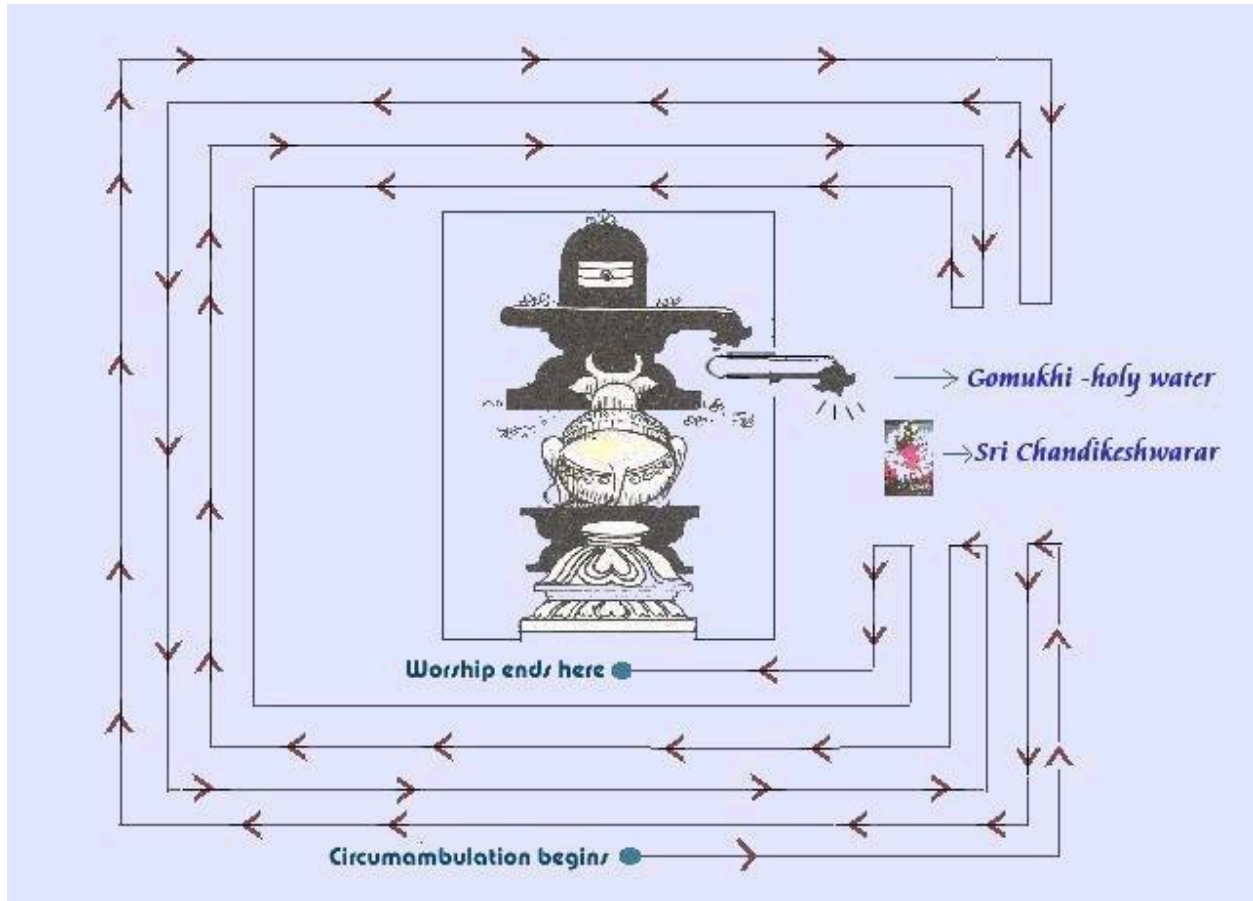 Gomukhi -holy water
Sri Chandikeshwarar
Worship ends here
Circumambulation begins